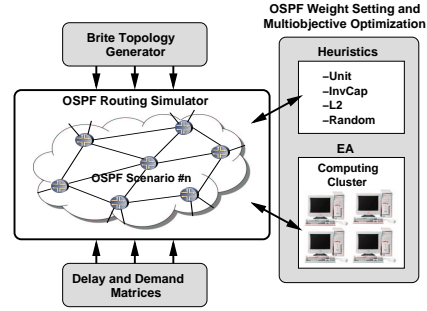 OSPF Weight Setting and
Multiobjective Optimization
Brite Topology
Generator
Heuristics
–Unit
–InvCap
–L2
–Random
OSPF Routing Simulator
OSPF Scenario #n
EA
Computing
Cluster
Delay and Demand
Matrices